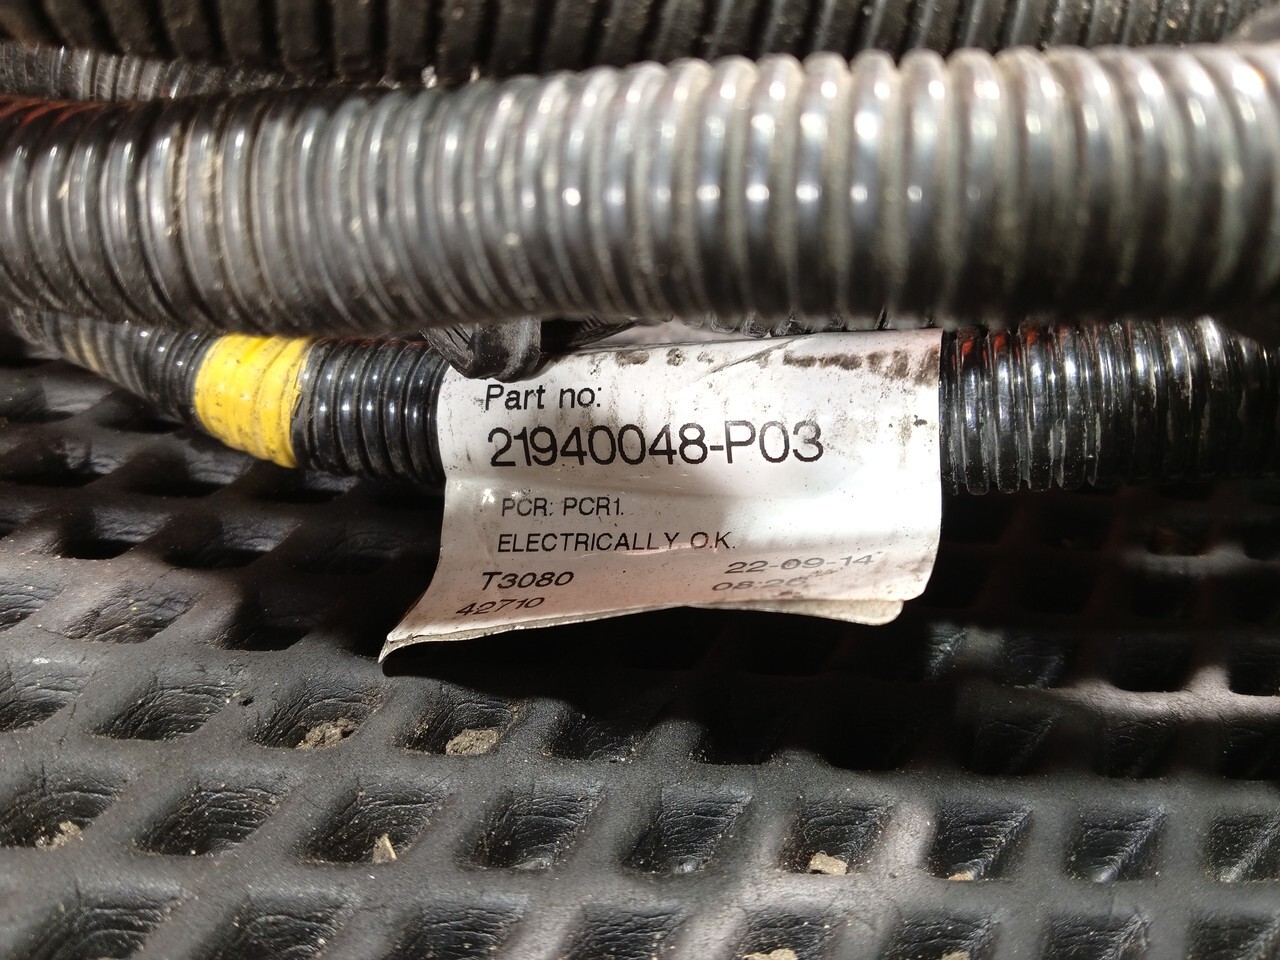 Part no:
21940048-P03
PCR: PCR1.
ELECTRICALLY O.K.
T3080 22-09-14
42710